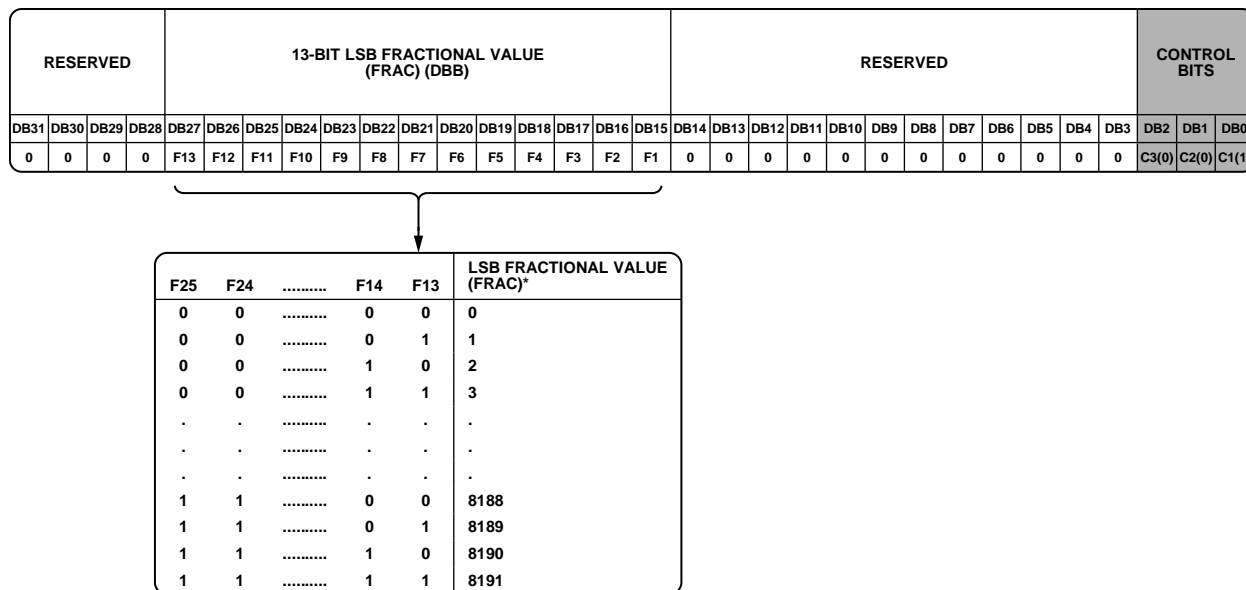 RESERVED
13-BIT LSB FRACTIONAL VALUE
(FRAC) (DBB)
RESERVED
CONTROL
BITS
DB31 DB30 DB29 DB28 DB27 DB26 DB25 DB24 DB23 DB22 DB21 DB20 DB19 DB18 DB17 DB16 DB15 DB14 DB13 DB12 DB11 DB10 DB9 DB8 DB7 DB6 DB5 DB4 DB3 DB2 DB1 DB0
0 0 0 0 F13 F12 F11 F10 F9 F8 F7 F6 F5 F4 F3 F2 F1 0 0 0 0 0 0 0 0 0 0 0 0 C3(0) C2(0) C1(1
LSB FRACTIONAL VALUE
F25 F24 .......... F14 F13 (FRAC)*
0 0 .......... 0 0 0
0 0 .......... 0 1 1
0 0 .......... 1 0 2
0 0 .......... 1 1 3
. . .......... . . .
. . .......... . . .
. . .......... . . .
1 1 .......... 0 0 8188
1 1 .......... 0 1 8189
1 1 .......... 1 0 8190
1 1 .......... 1 1 8191